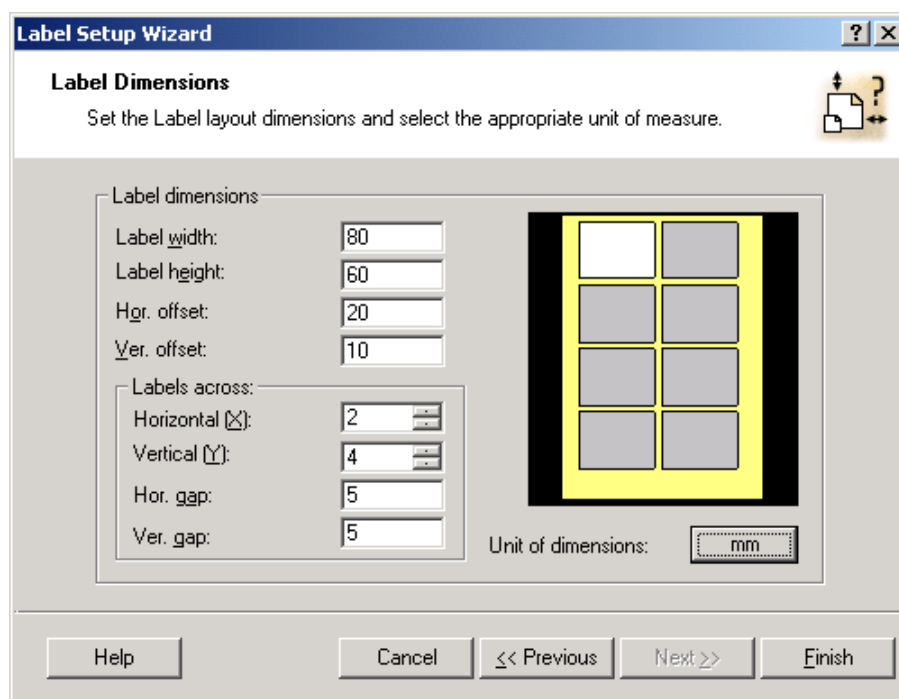 Label Setup Wizard
Label Dimensions
Set the Label layout dimensions and select the appropriate unit of measure.
Label dimensions
Label width: 80
Label height: 60
Hor. offset: 20
Ver. offset: 10
Labels across:
Horizontal (X): 2
Vertical (Y): 4
Hor. gap: 5
Ver. gap: 5
Unit of dimensions: mm
Help Cancel << Previous Next >> Finish